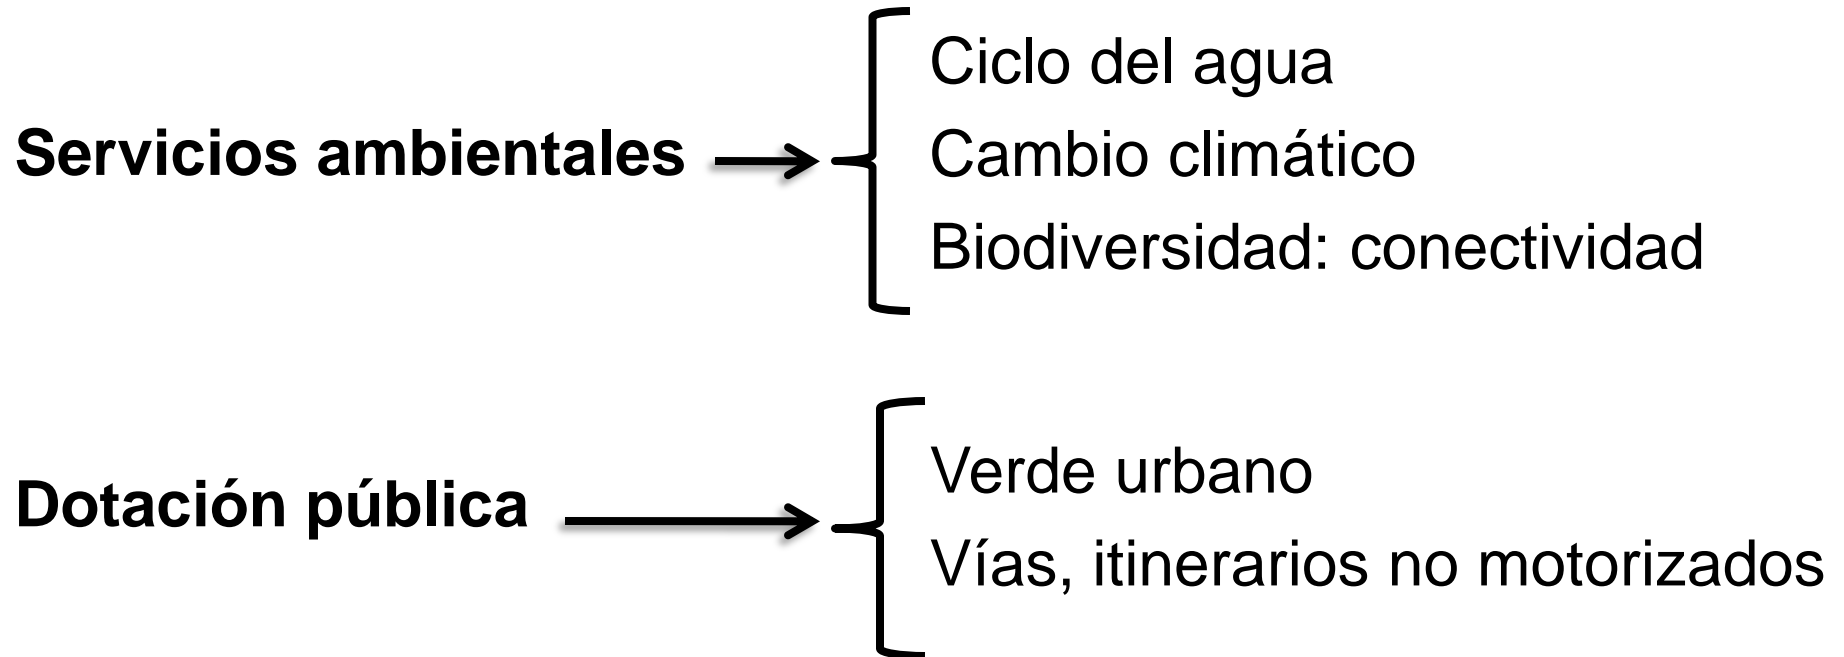 Servicios ambientales
Ciclo del agua
Cambio climático
Biodiversidad: conectividad
Dotación pública
Verde urbano
Vías, itinerarios no motorizados